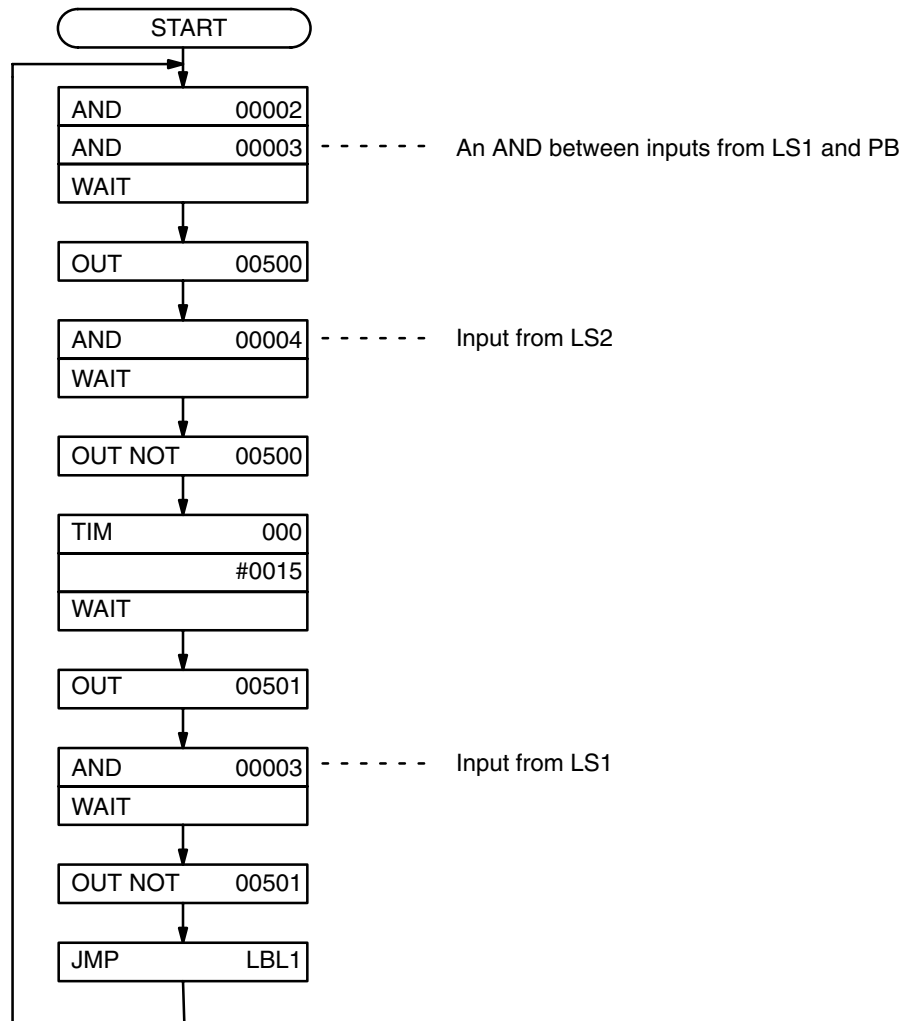 START
AND 00002
AND 00003 - - - - - - An AND between inputs from LS1 and PB
WAIT
OUT 00500
AND 00004 - - - - - - Input from LS2
WAIT
OUT NOT 00500
TIM 000
#0015
WAIT
OUT 00501
AND 00003 - - - - - - Input from LS1
WAIT
OUT NOT 00501
JMP LBL1